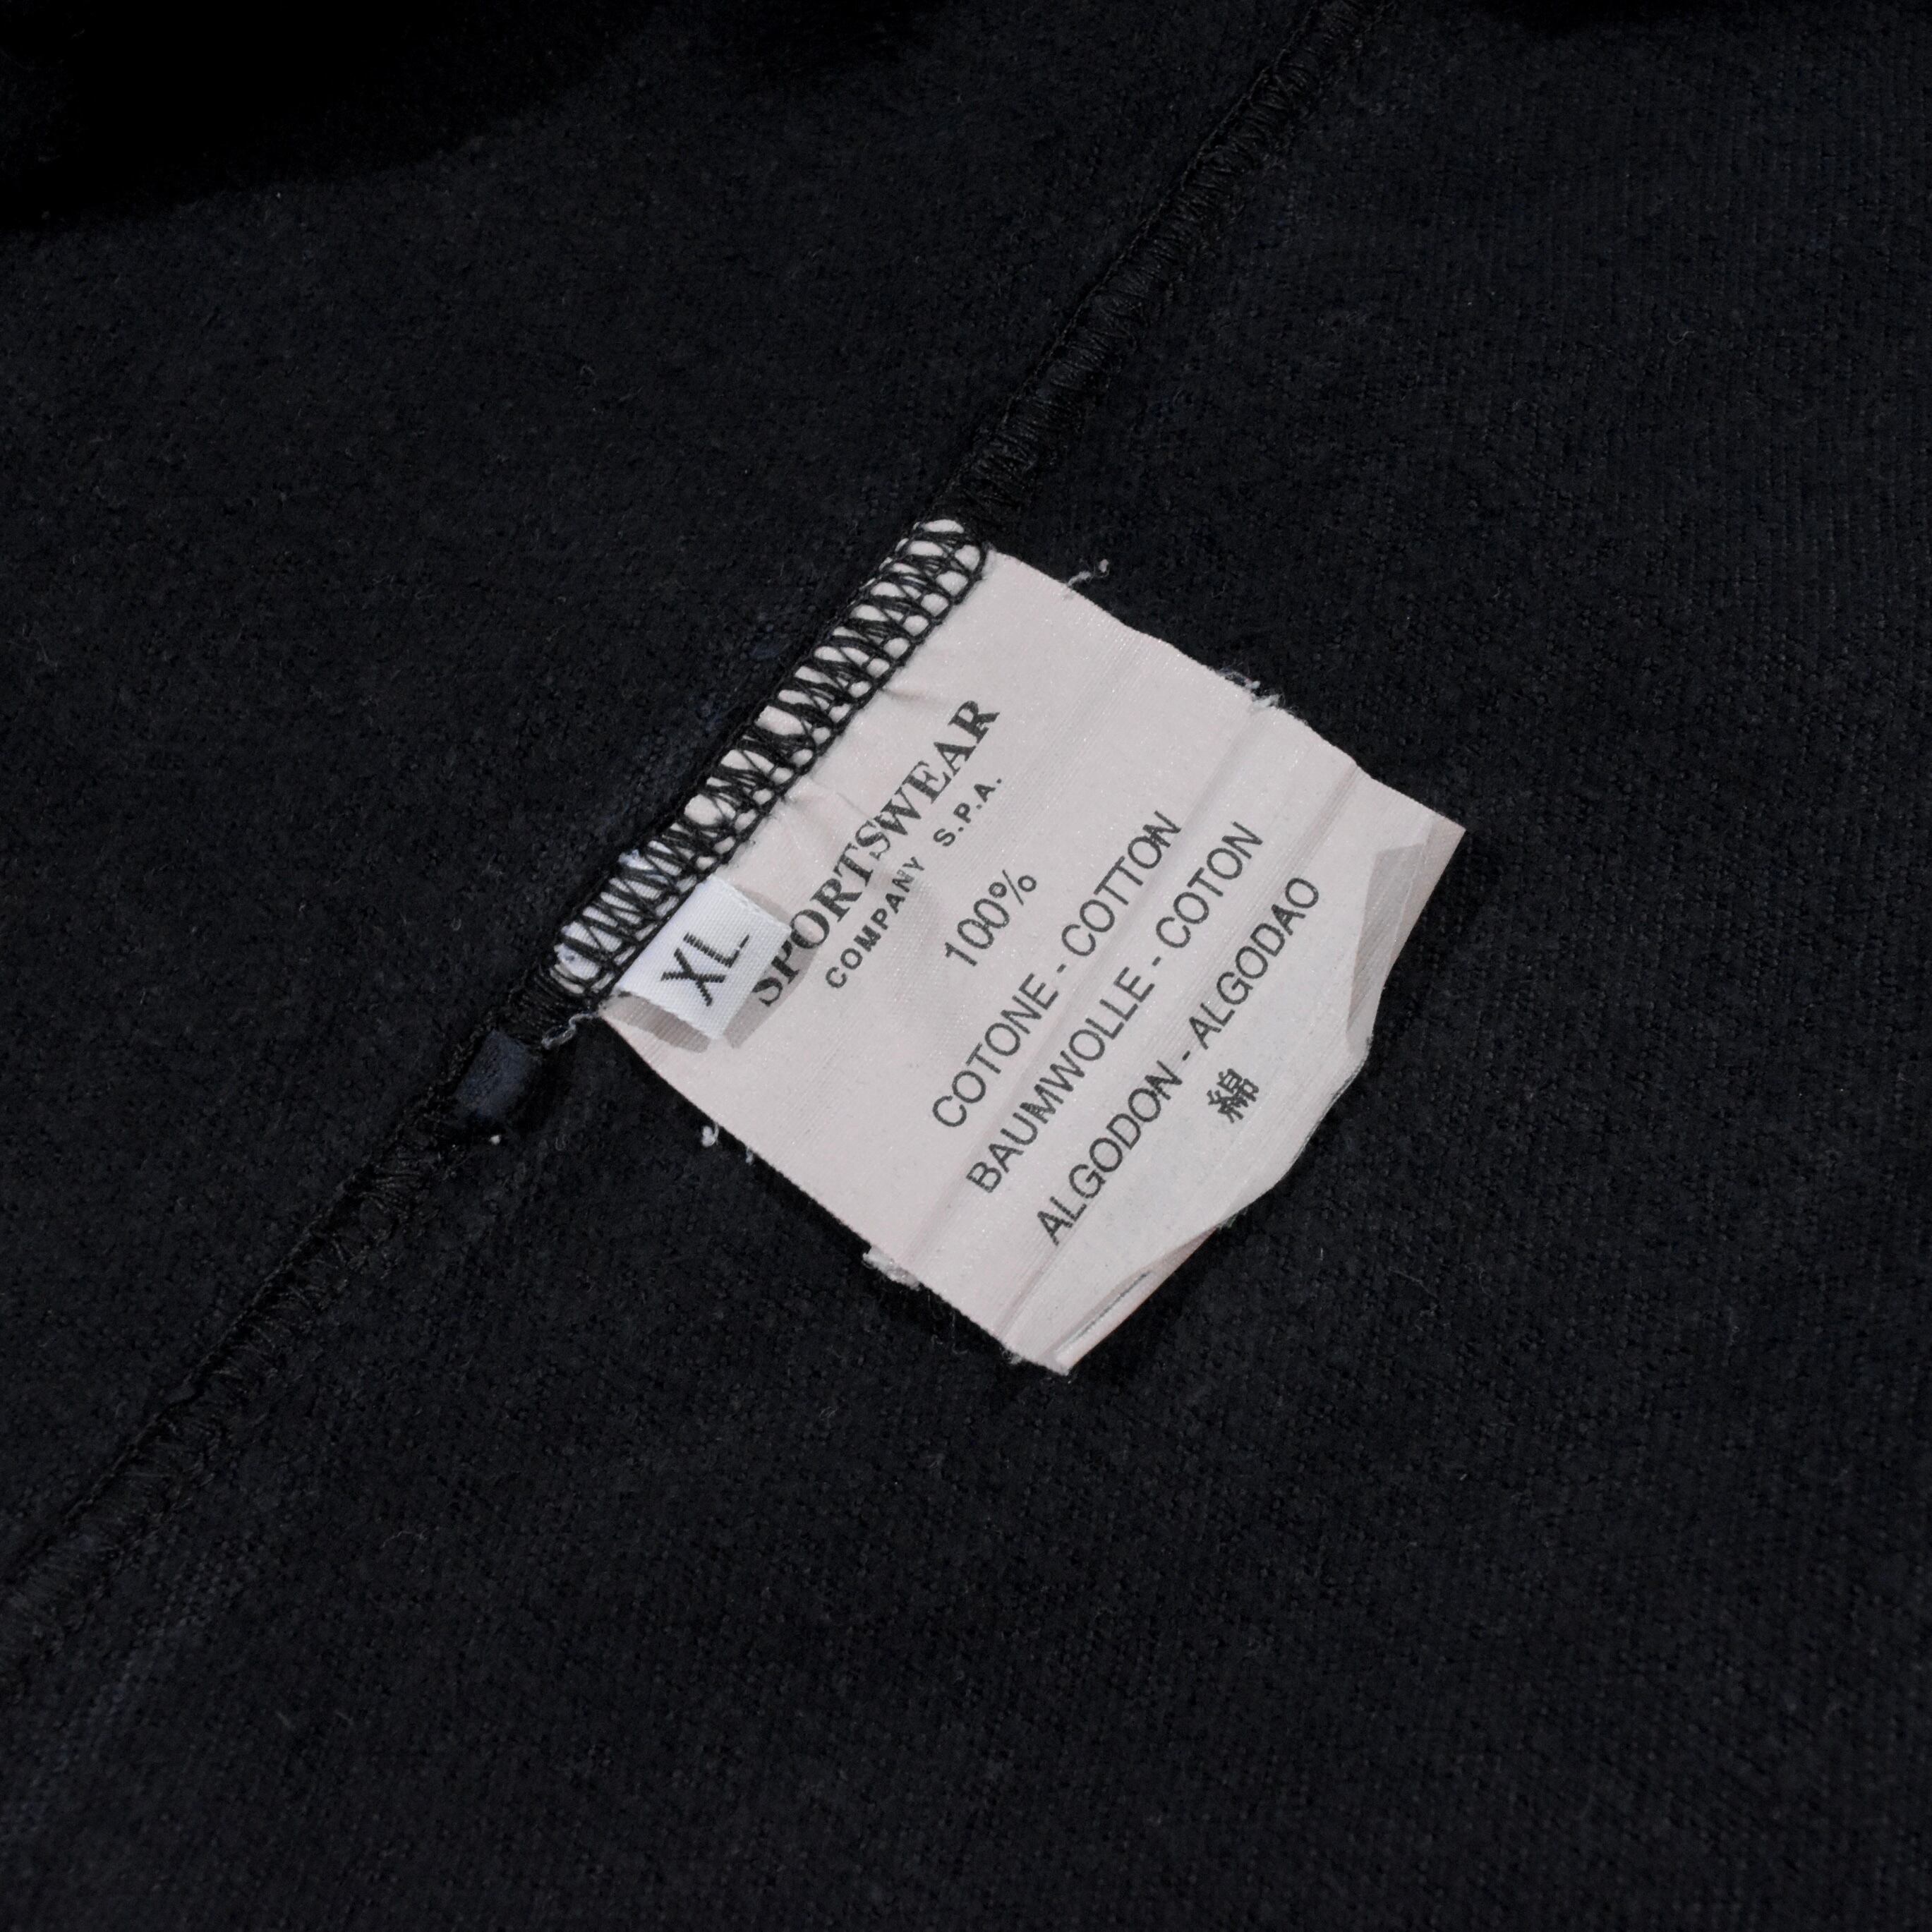 XL
SPORTSWEAR
COMPANY S.P.A.
100%
COTONE - COTTON
BAUMWOLLE - COTON
ALGODON - ALGODAO
綿